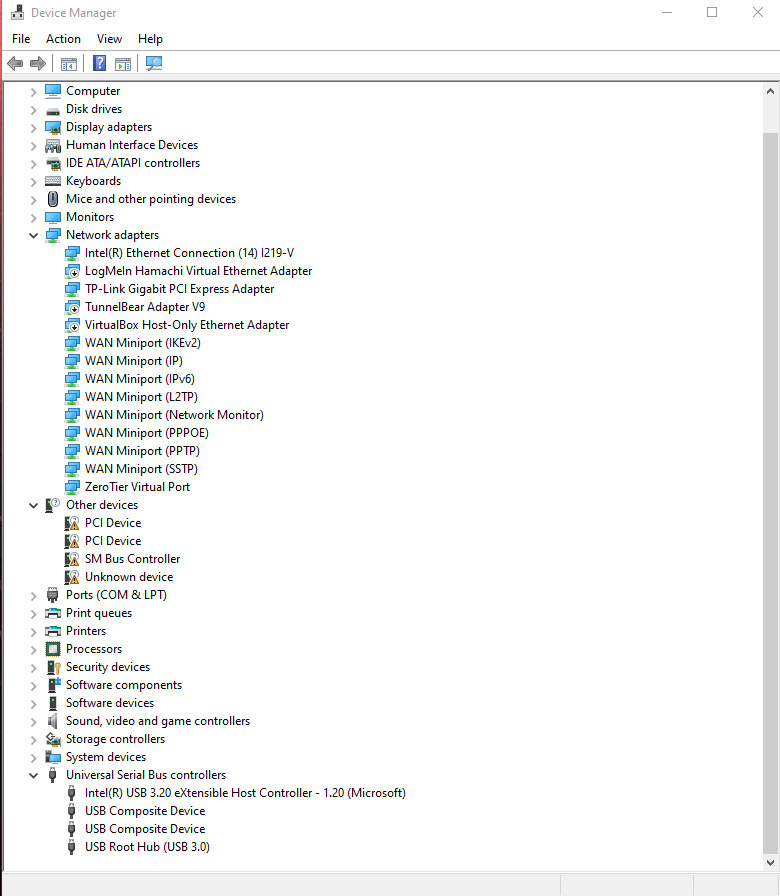 Device Manager
File Action View Help
Computer
Disk drives
Display adapters
Human Interface Devices
IDE ATA/ATAPI controllers
Keyboards
Mice and other pointing devices
Monitors
Network adapters
Intel(R) Ethernet Connection (14) I219-V
LogMeIn Hamachi Virtual Ethernet Adapter
TP-Link Gigabit PCI Express Adapter
TunnelBear Adapter V9
VirtualBox Host-Only Ethernet Adapter
WAN Miniport (IKEv2)
WAN Miniport (IP)
WAN Miniport (IPv6)
WAN Miniport (L2TP)
WAN Miniport (Network Monitor)
WAN Miniport (PPPOE)
WAN Miniport (PPTP)
WAN Miniport (SSTP)
ZeroTier Virtual Port
Other devices
PCI Device
PCI Device
SM Bus Controller
Unknown device
Ports (COM & LPT)
Print queues
Printers
Processors
Security devices
Software components
Software devices
Sound, video and game controllers
Storage controllers
System devices
Universal Serial Bus controllers
Intel(R) USB 3.20 eXtensible Host Controller - 1.20 (Microsoft)
USB Composite Device
USB Composite Device
USB Root Hub (USB 3.0)